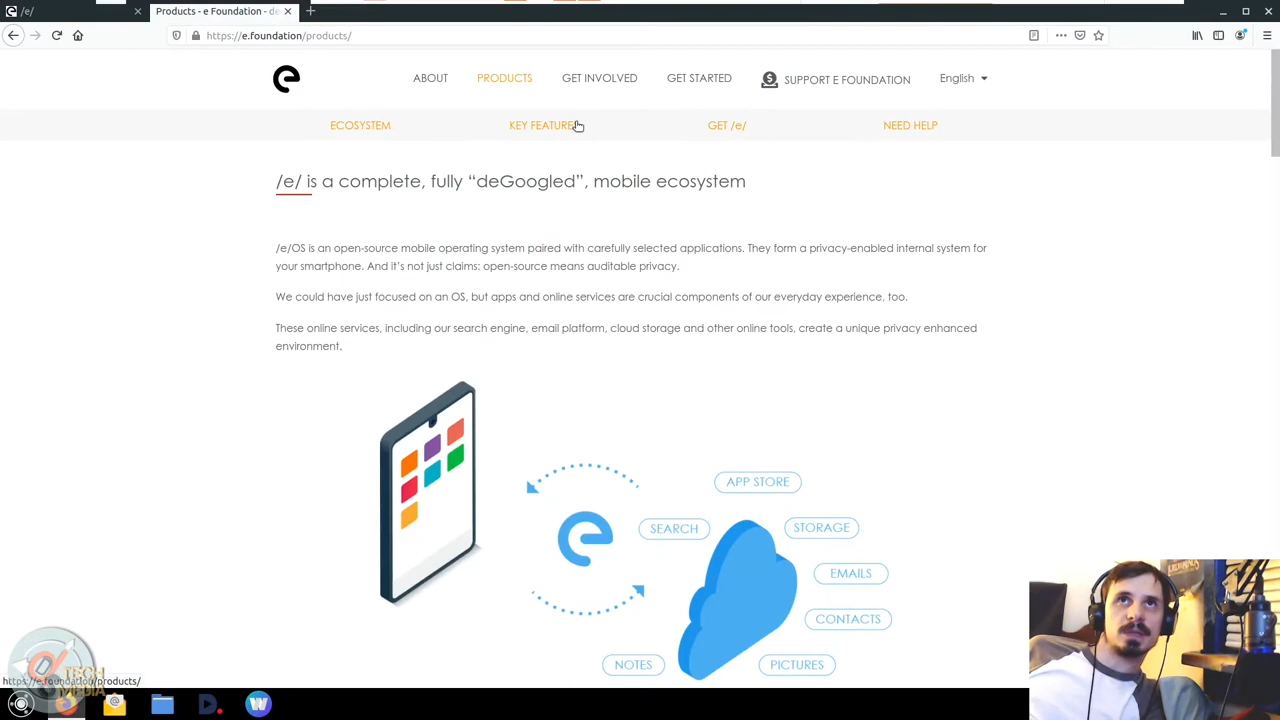 /e/
Products - e Foundation - de
https://e.foundation/products/
ABOUT
PRODUCTS
GET INVOLVED
GET STARTED
SUPPORT E FOUNDATION
English
ECOSYSTEM
KEY FEATURE
GET /e/
NEED HELP
/e/ is a complete, fully “deGoogled”, mobile ecosystem
/e/OS is an open-source mobile operating system paired with carefully selected applications. They form a privacy-enabled internal system for
your smartphone. And it’s not just claims: open-source means auditable privacy.
We could have just focused on an OS, but apps and online services are crucial components of our everyday experience, too.
These online services, including our search engine, email platform, cloud storage and other online tools, create a unique privacy enhanced
environment.
APP STORE
SEARCH
STORAGE
EMAILS
CONTACTS
NOTES
PICTURES
TECH
MEDIA
https://e.foundation/products/